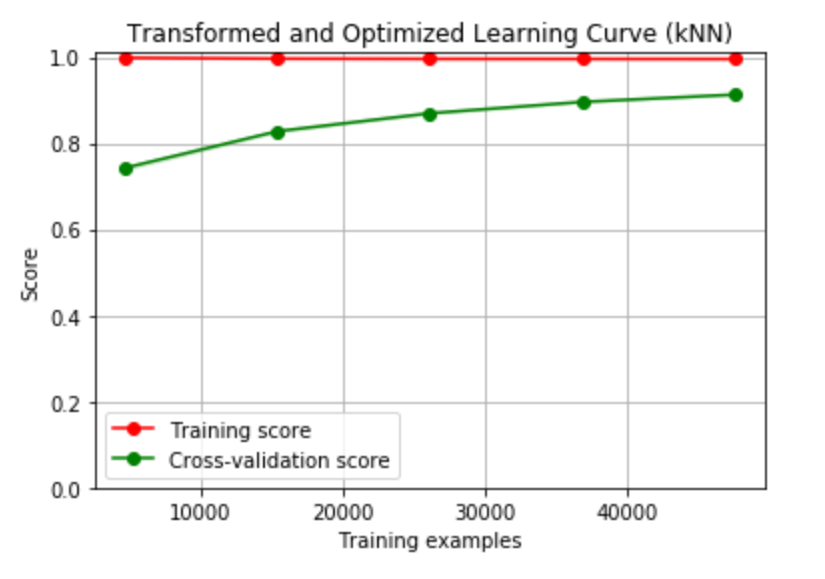 Transformed and Optimized Learning Curve (kNN)
1.0
0.8
0.6
0.4
0.2
0.0
Score
Training score
Cross-validation score
10000
20000
30000
40000
Training examples